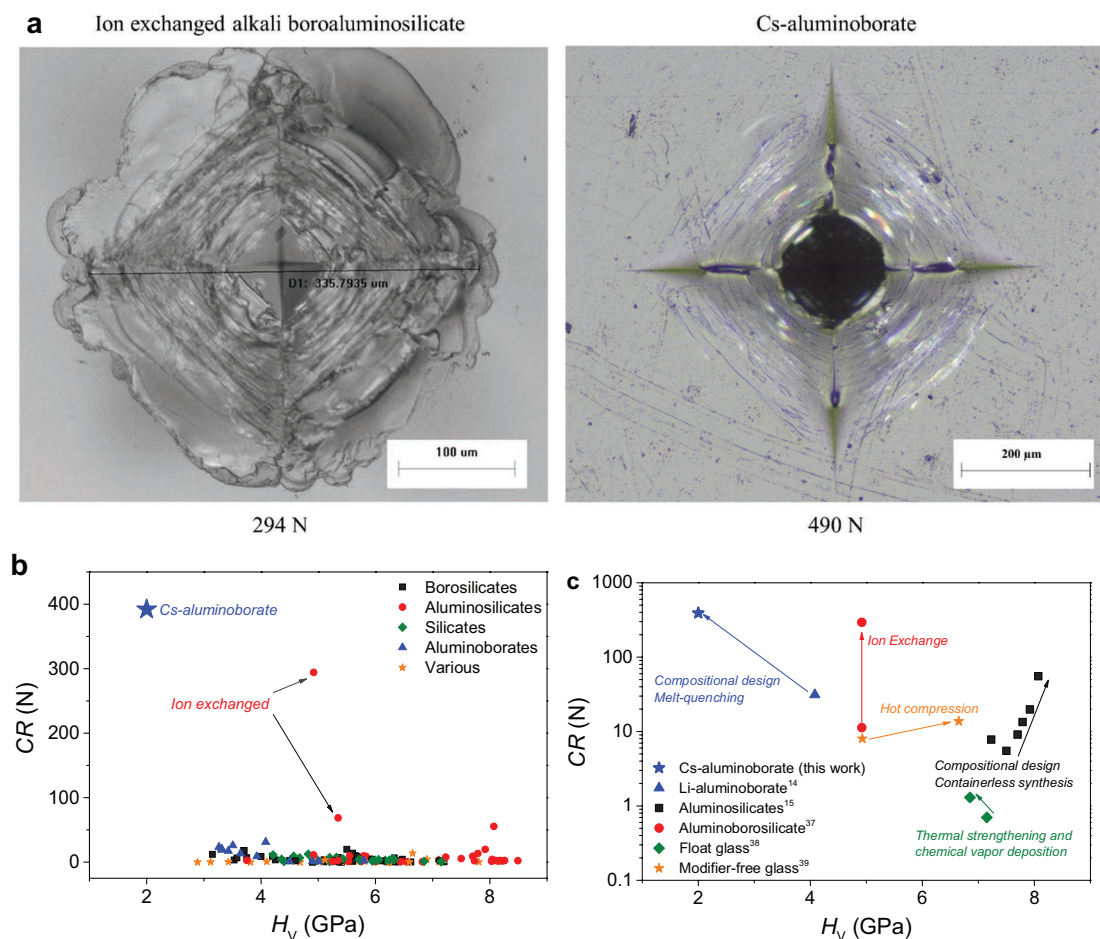 a
Ion exchanged alkali boroaluminosilicate
Cs-aluminoborate
D1: 335.7935 um
100 um
200 µm
294 N
490 N
b
CR (N)
400
300
200
100
0
Cs-aluminoborate
Ion exchanged
Borosilicates
Aluminosilicates
Silicates
Aluminoborates
Various
2
4
6
8
H_V (GPa)
c
CR (N)
1000
100
10
1
0.1
Ion Exchange
Compositional design
Melt-quenching
Hot compression
Compositional design
Containerless synthesis
Thermal strengthening and
chemical vapor deposition
Cs-aluminoborate (this work)
Li-aluminoborate¹⁴
Aluminosilicates¹⁵
Aluminoborosilicate³⁷
Float glass³⁸
Modifier-free glass³⁹
2
4
6
8
H_V (GPa)